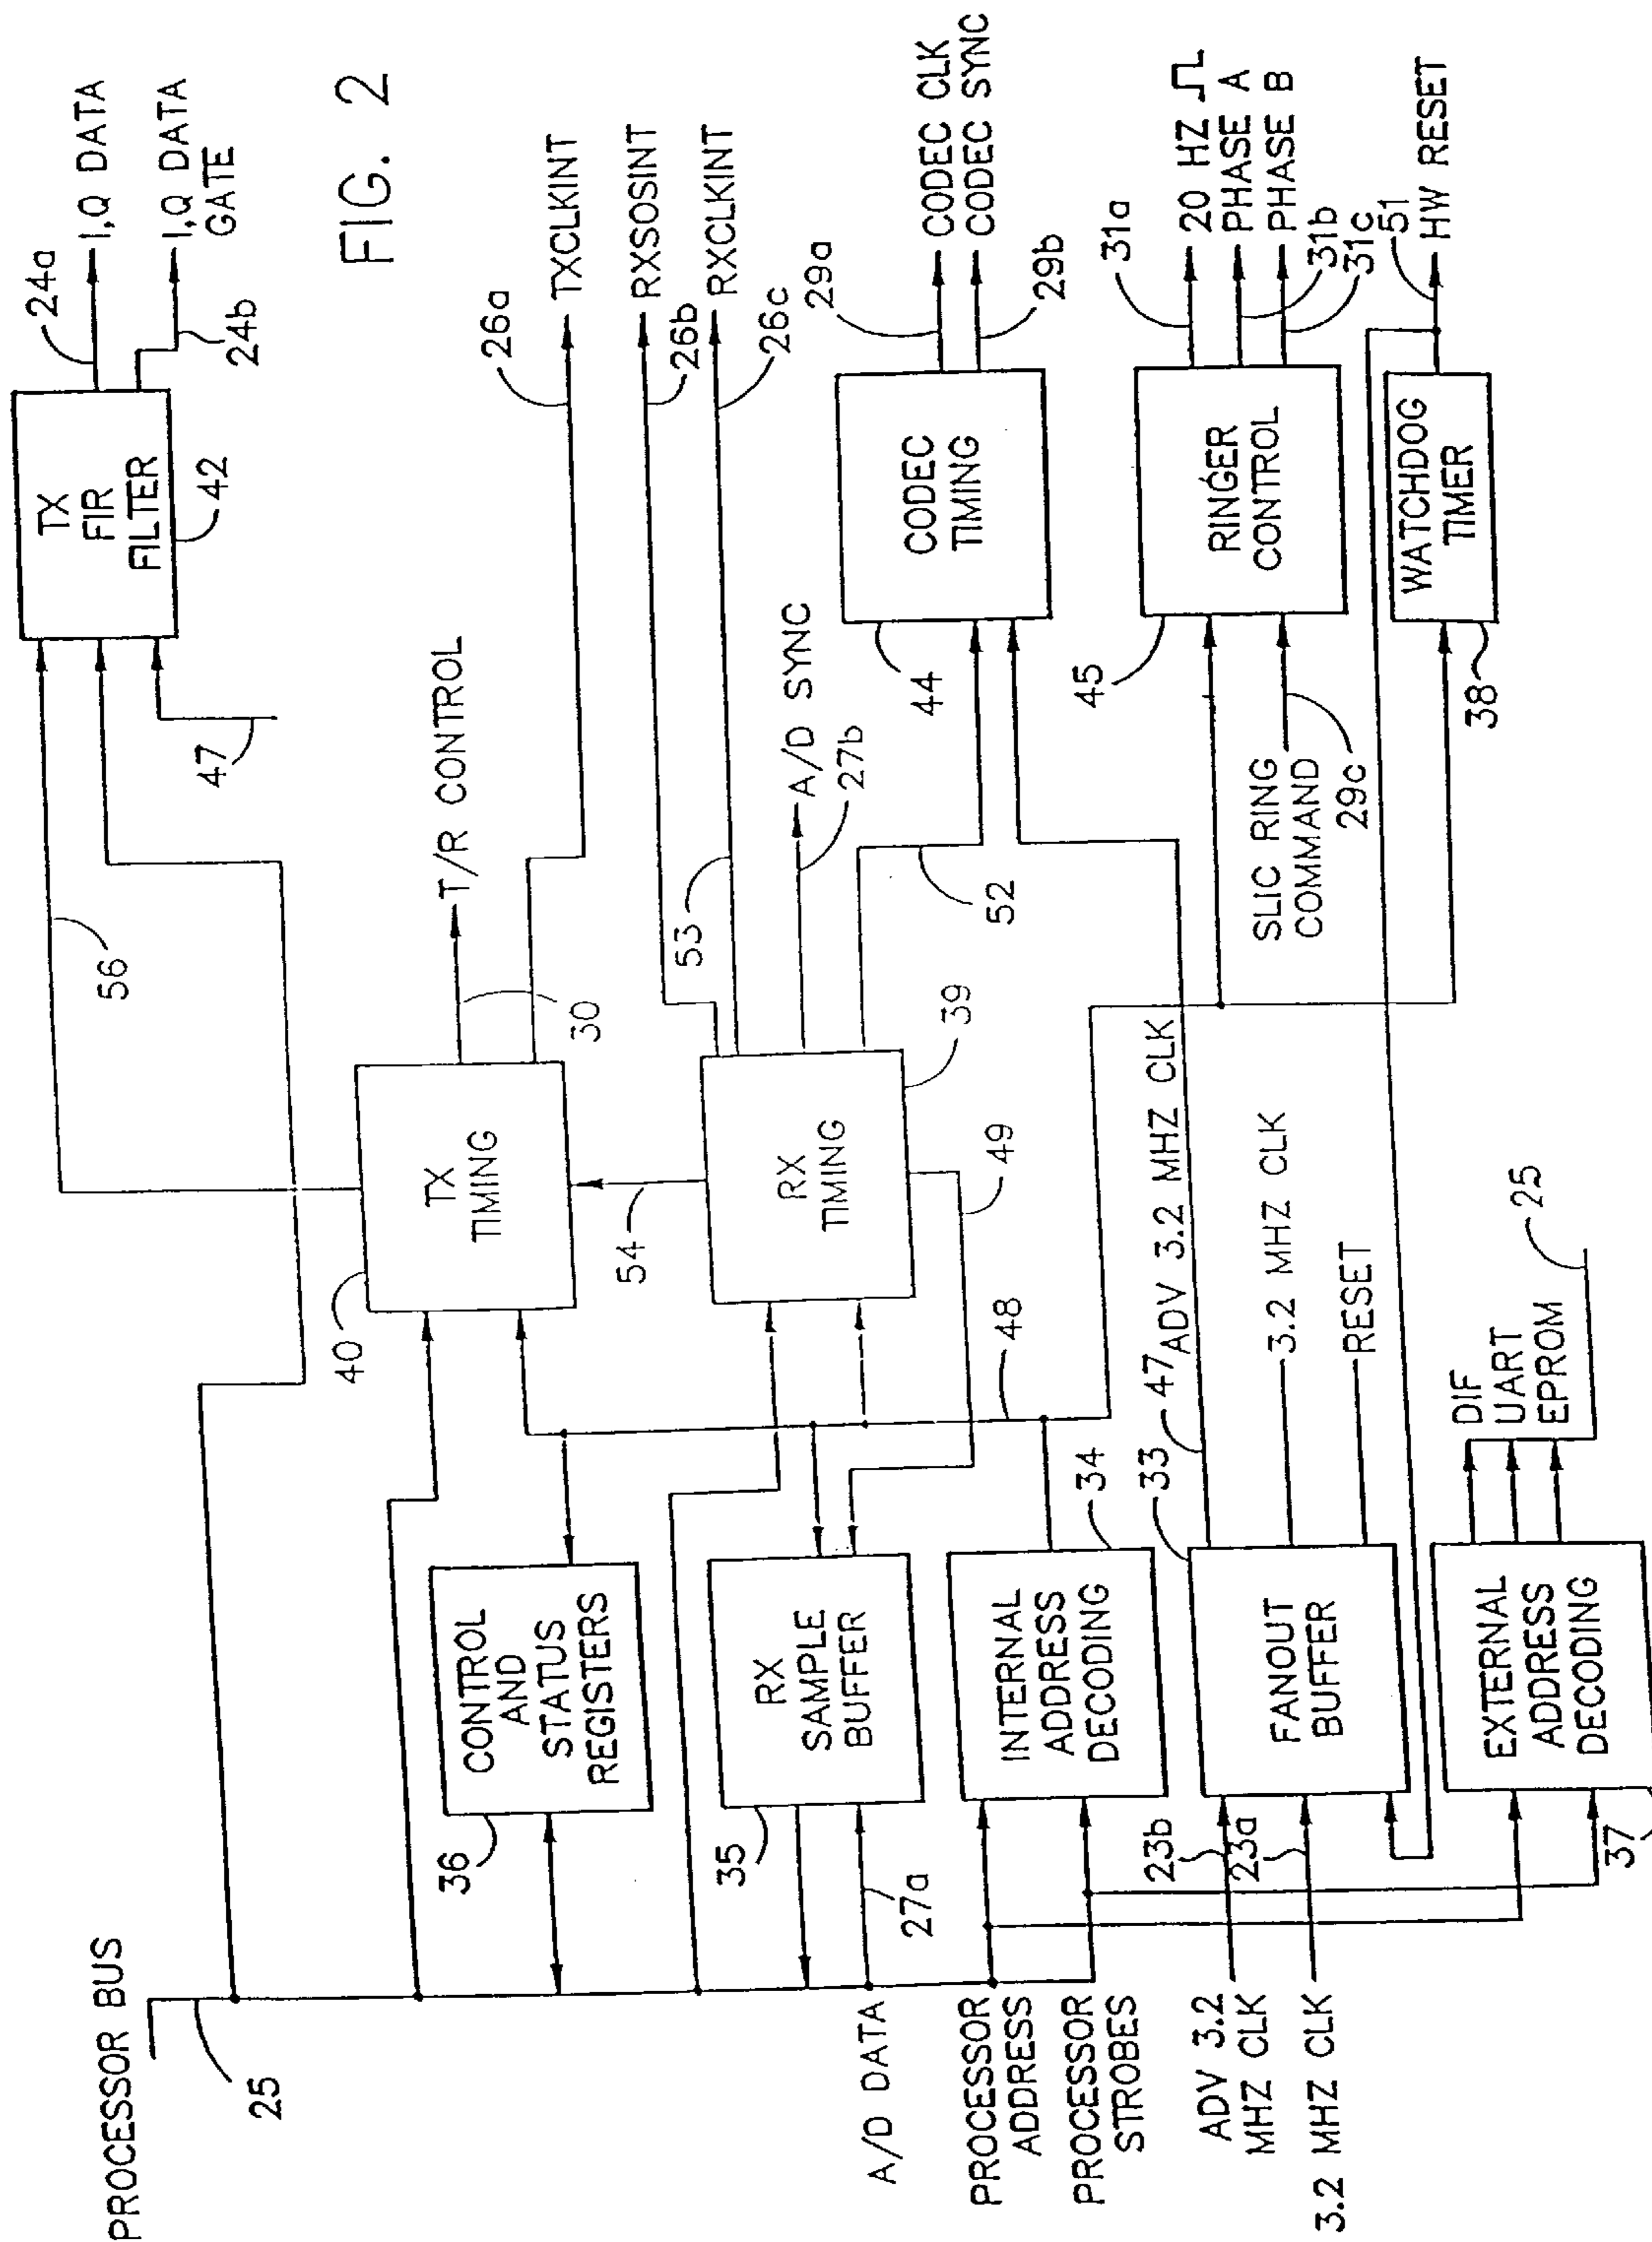 FIG. 2
PROCESSOR BUS
25
TX
FIR
FILTER
42
24a
I,Q DATA
24b
I,Q DATA
GATE
47
56
TX
TIMING
40
T/R CONTROL
30
26a
TXCLKINT
RX
TIMING
39
54
53
RXSOSINT
26b
RXCLKINT
26c
A/D SYNC
27b
52
49
48
CONTROL
AND
STATUS
REGISTERS
36
RX
SAMPLE
BUFFER
35
A/D DATA
27a
INTERNAL
ADDRESS
DECODING
34
PROCESSOR
ADDRESS
PROCESSOR
STROBES
CODEC
TIMING
44
29a
CODEC CLK
CODEC SYNC
29b
FANOUT
BUFFER
33
23b
ADV 3.2
MHZ CLK
23a
3.2 MHZ CLK
47
ADV 3.2 MHZ CLK
3.2 MHZ CLK
RESET
RINGER
CONTROL
45
SLIC RING
COMMAND
29c
31a
20 HZ
PHASE A
31b
PHASE B
31c
WATCHDOG
TIMER
38
51
HW RESET
EXTERNAL
ADDRESS
DECODING
37
DIF
UART
EPROM
25